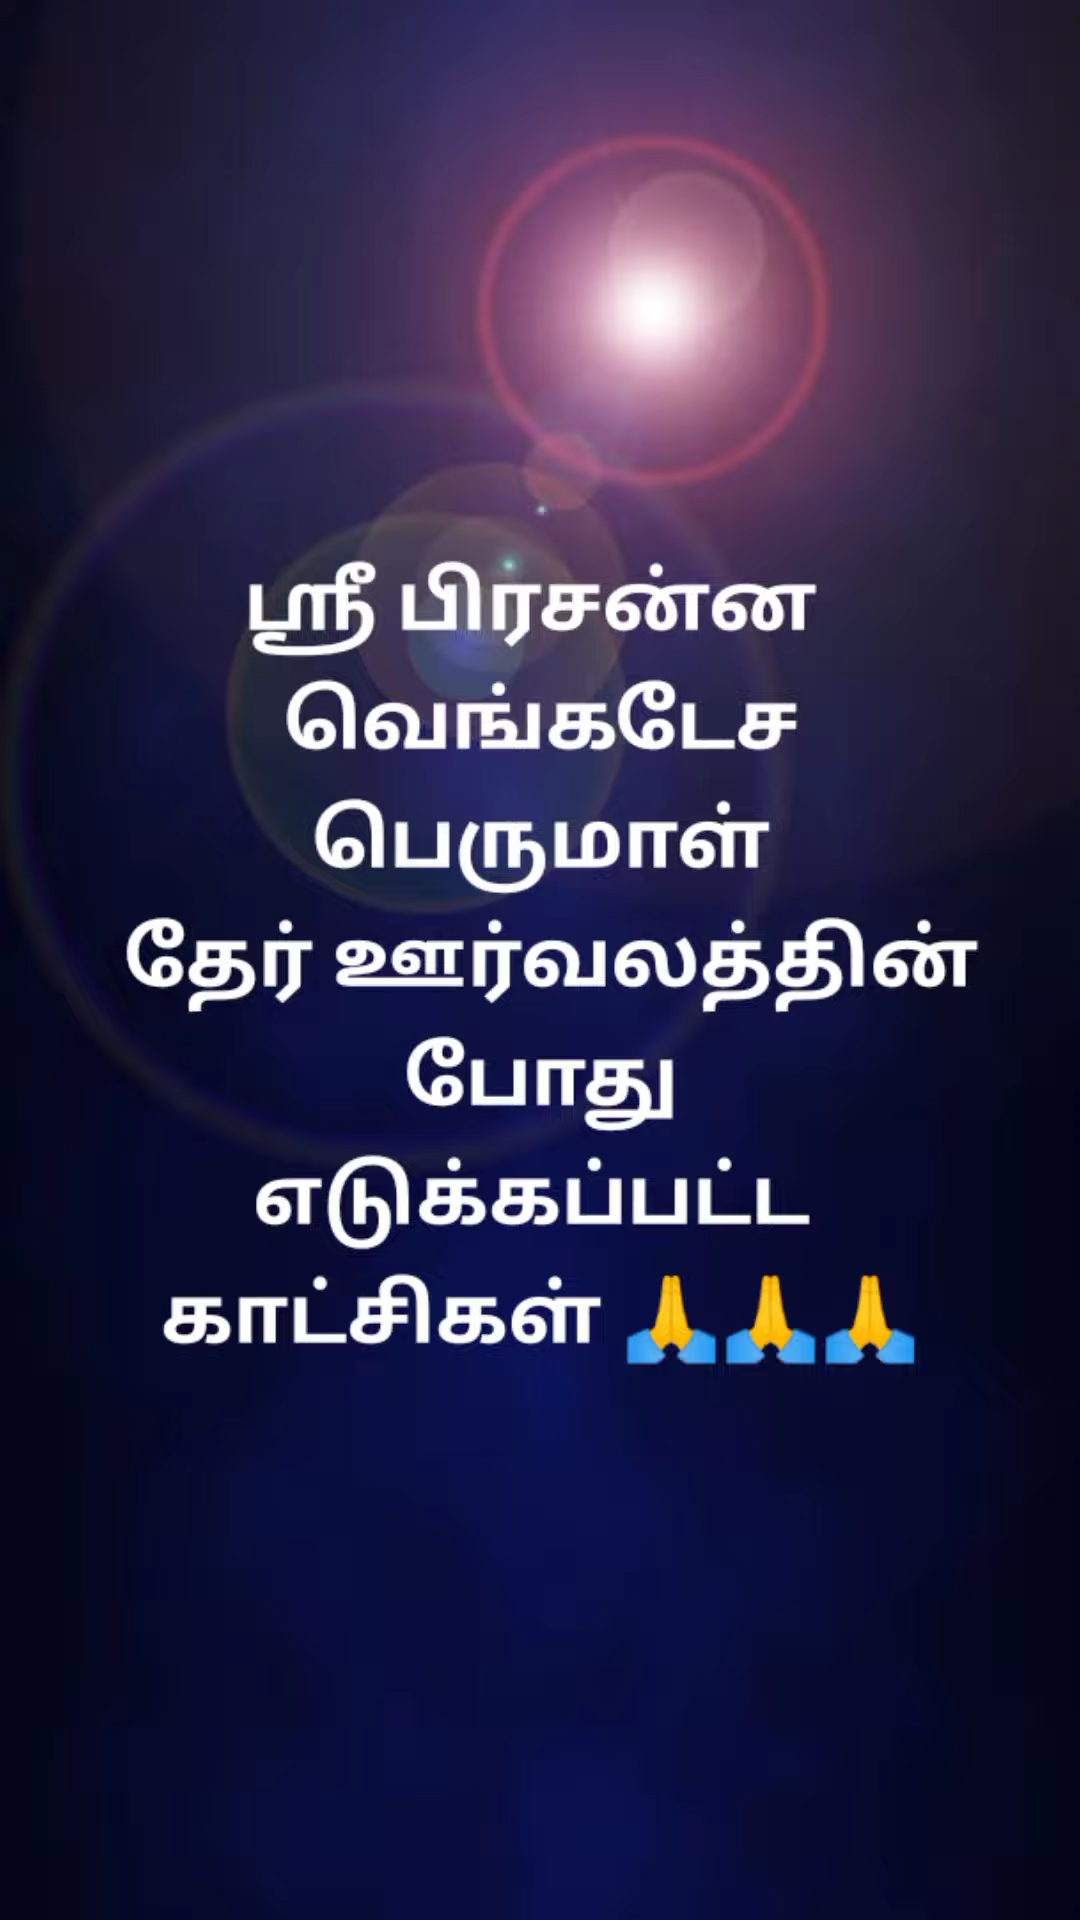 ஸ்ரீ பிரசன்ன
வெங்கடேச
பெருமாள்
தேர் ஊர்வலத்தின்
போது
எடுக்கப்பட்ட
காட்சிகள் 🙏🙏🙏